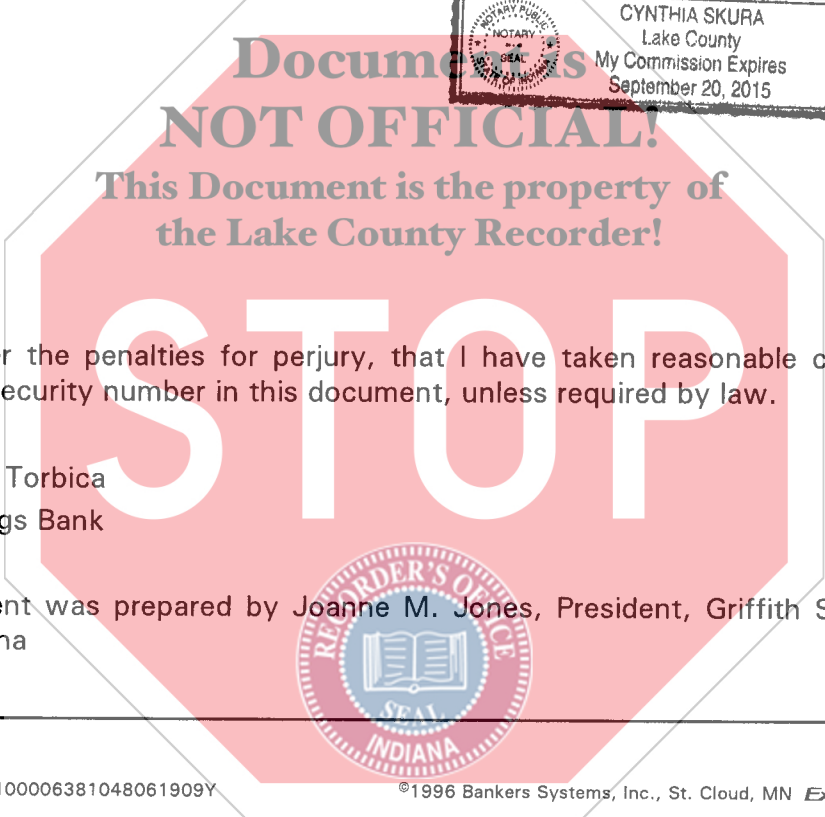 NOTARY PUBLIC
NOTARY
SEAL
STATE OF INDIANA
CYNTHIA SKURA
Lake County
My Commission Expires
September 20, 2015
Document is
NOT OFFICIAL!
This Document is the property of
the Lake County Recorder!
STOP
r the penalties for perjury, that I have taken reasonable c
ecurity number in this document, unless required by law.
Torbica
gs Bank
ent was prepared by Joanne M. Jones, President, Griffith S
na
RECORDER'S OFFICE
SEAL
INDIANA
100006381048061909Y
©1996 Bankers Systems, Inc., St. Cloud, MN Ex